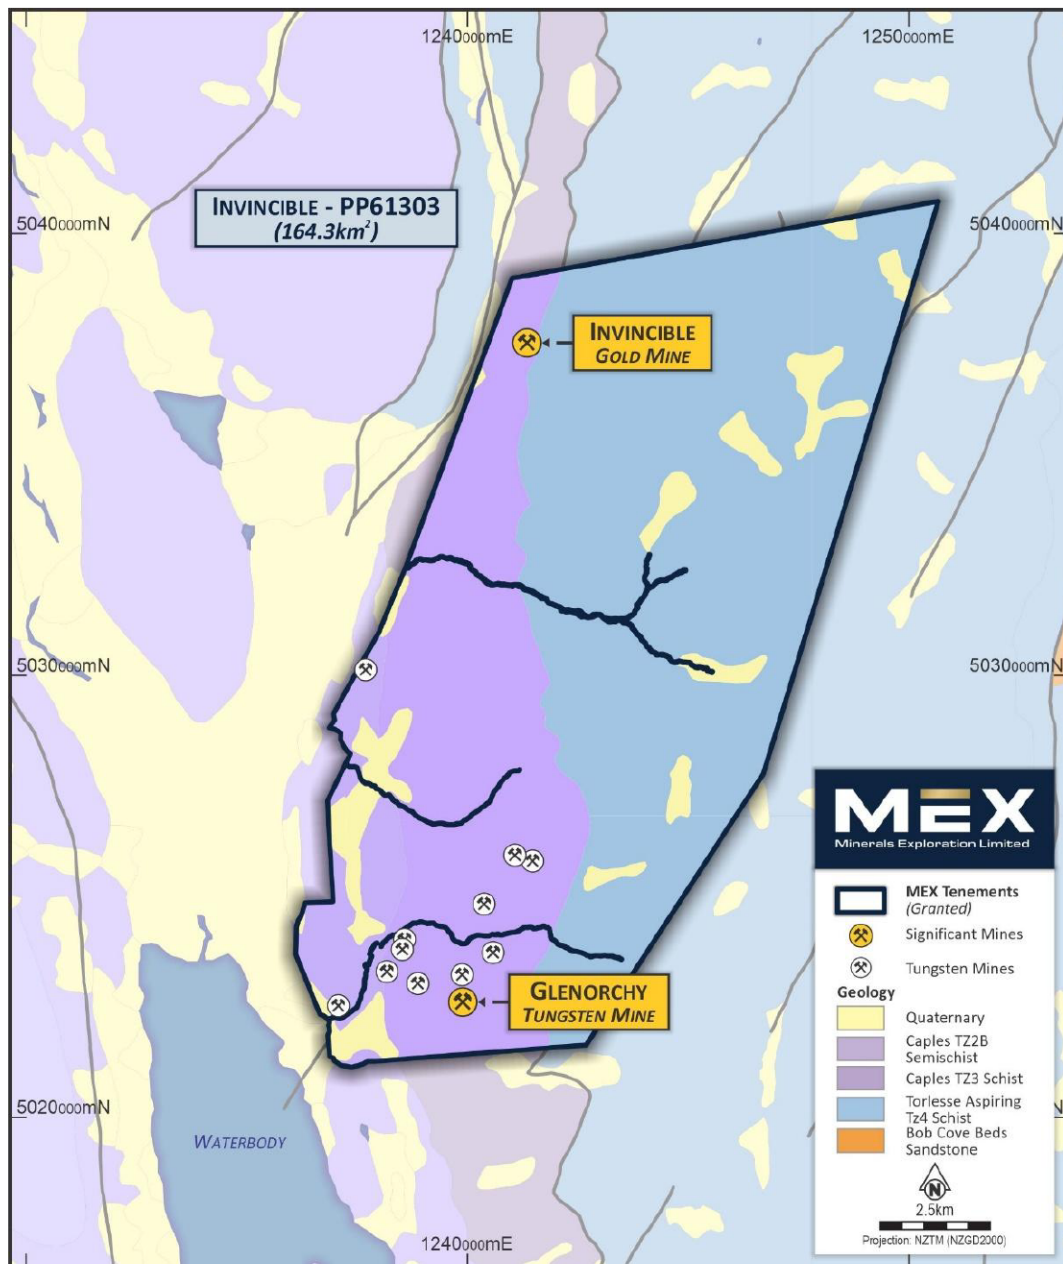 1240000mE
1250000mE
5040000mN
5040000mN
INVINCIBLE - PP61303
(164.3km²)
INVINCIBLE
GOLD MINE
5030000mN
5030000mN
MEX
Minerals Exploration Limited
MEX Tenements
(Granted)
Significant Mines
Tungsten Mines
Geology
Quaternary
Caples TZ2B
Semischist
Caples TZ3 Schist
Torlesse Aspiring
Tz4 Schist
Bob Cove Beds
Sandstone
N
2.5km
Projection: NZTM (NZGD2000)
GLENORCHY
TUNGSTEN MINE
5020000mN
WATERBODY
1240000mE